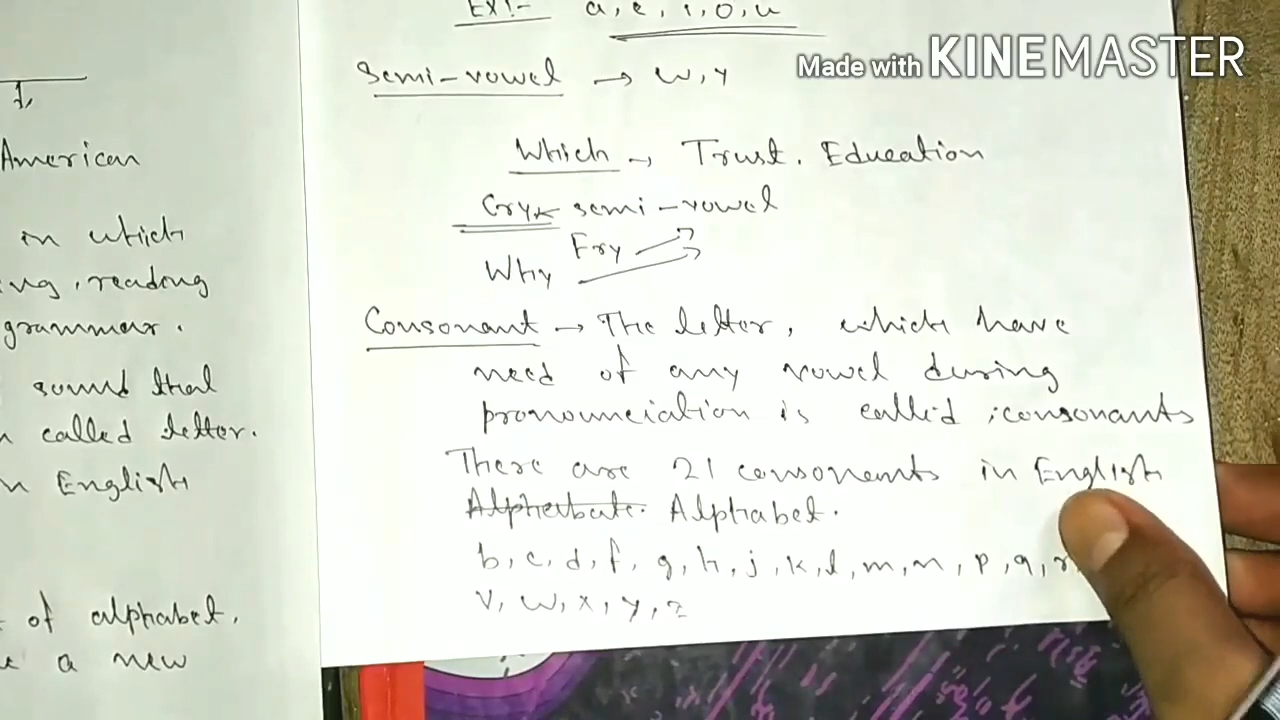 Ex:- a, e, i, o, u
Made with KINEMASTER
Semi-vowel → w, y
Which → Trust. Education
Cry semi-vowel
Fry
Why
Consonant → The letter, which have
need of any vowel during
pronounciation is called consonants
There are 21 consonents in English
Alphabet.
b, c, d, f, g, h, j, k, l, m, n, p, q, r,
v, w, x, y, z
American
in which
reading
grammar.
sound that
called letter.
English
of alphabet.
a new